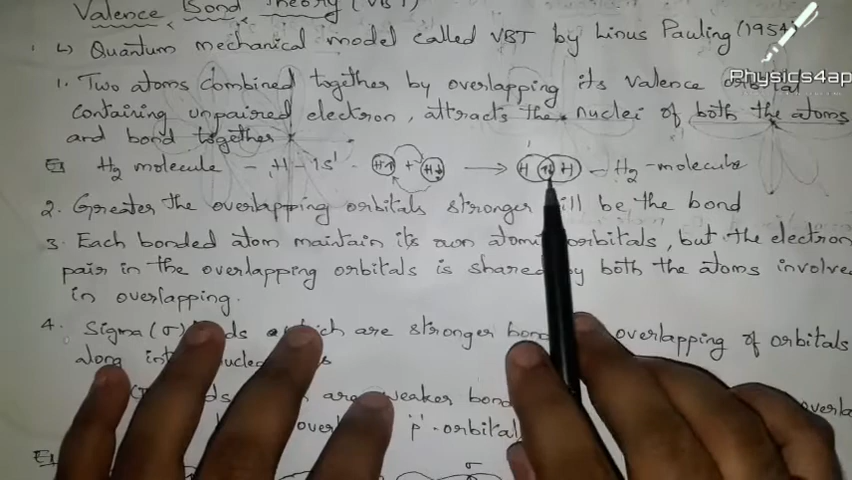 Valence Bond Theory (VBT)
↳ Quantum mechanical model called VBT by Linus Pauling (1954)
Physics4ap
1. Two atoms combined together by overlapping its valence orbital
containing unpaired electron, attracts the nuclei of both the atoms
and bond together
Eg H2 molecule - H - 1s¹ - H↑ + H↓ → H ↑↓ H - H2 - molecule
2. Greater the overlapping orbitals stronger will be the bond
3. Each bonded atom maintain its own atomic orbitals, but the electron
pair in the overlapping orbitals is shared by both the atoms involve
in overlapping.
4. Sigma (σ) which are stronger bond overlapping of orbitals
along
are weaker bond
'p'-orbital
Eg
σ